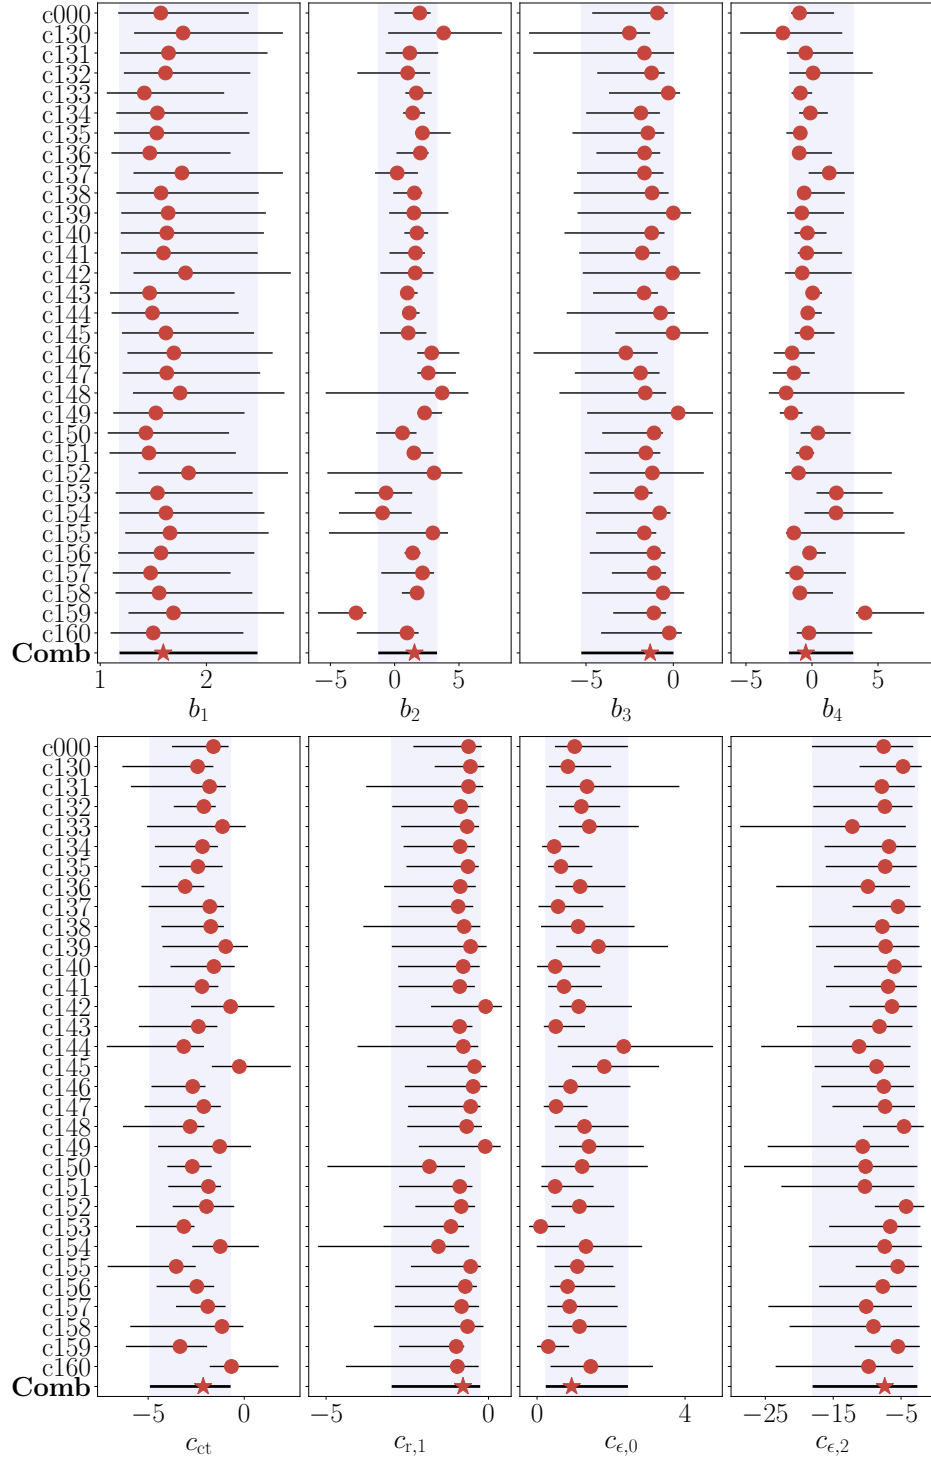 c000
c130
c131
c132
c133
c134
c135
c136
c137
c138
c139
c140
c141
c142
c143
c144
c145
c146
c147
c148
c149
c150
c151
c152
c153
c154
c155
c156
c157
c158
c159
c160
Comb
1 2 −5 0 5 −5 0 −5 0 5
b₁ b₂ b₃ b₄
c000
c130
c131
c132
c133
c134
c135
c136
c137
c138
c139
c140
c141
c142
c143
c144
c145
c146
c147
c148
c149
c150
c151
c152
c153
c154
c155
c156
c157
c158
c159
c160
Comb
−5 0 −5 0 0 4 −25 −15 −5
c_ct c_r,1 c_ϵ,0 c_ϵ,2